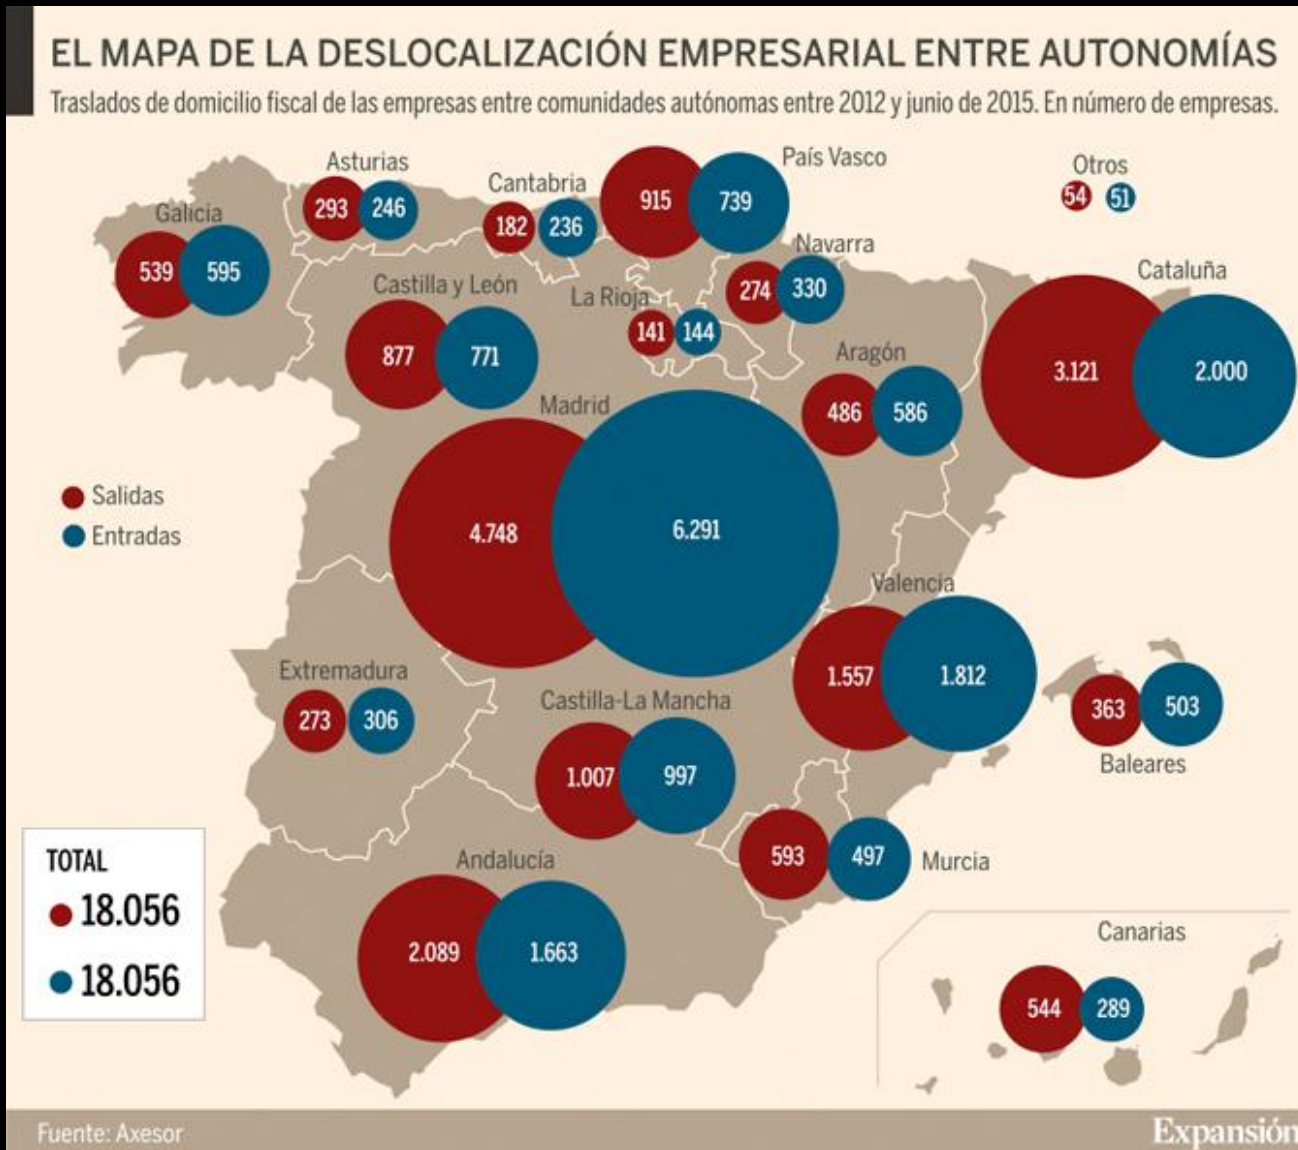 EL MAPA DE LA DESLOCALIZACIÓN EMPRESARIAL ENTRE AUTONOMÍAS
Traslados de domicilio fiscal de las empresas entre comunidades autónomas entre 2012 y junio de 2015. En número de empresas.
Asturias
293 246
Cantabria
182 236
País Vasco
915 739
Otros
54 51
Galicia
539 595
Navarra
274 330
Castilla y León
877 771
La Rioja
141 144
Cataluña
3.121 2.000
Aragón
486 586
Madrid
4.748 6.291
Salidas
Entradas
Valencia
1.557 1.812
Extremadura
273 306
Castilla-La Mancha
1.007 997
363 503
Baleares
593 497 Murcia
Andalucía
2.089 1.663
TOTAL
18.056
18.056
Canarias
544 289
Fuente: Axesor
Expansión